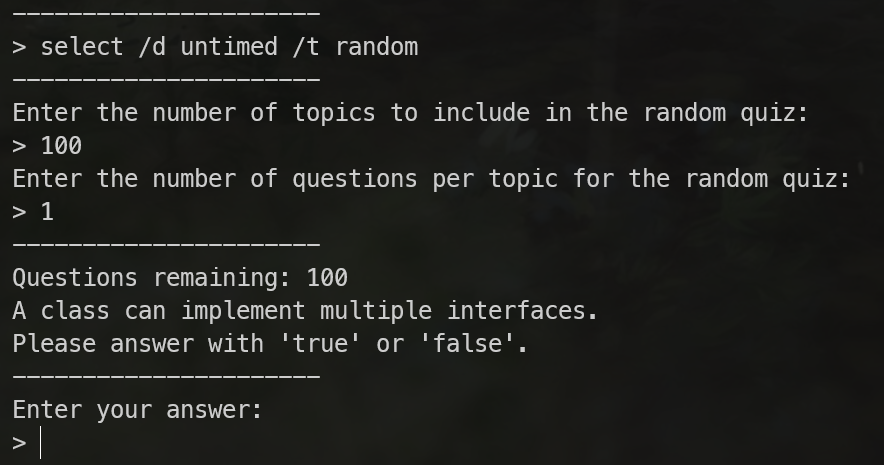 ----------------------
> select /d untimed /t random
----------------------
Enter the number of topics to include in the random quiz:
> 100
Enter the number of questions per topic for the random quiz:
> 1
----------------------
Questions remaining: 100
A class can implement multiple interfaces.
Please answer with 'true' or 'false'.
----------------------
Enter your answer:
>